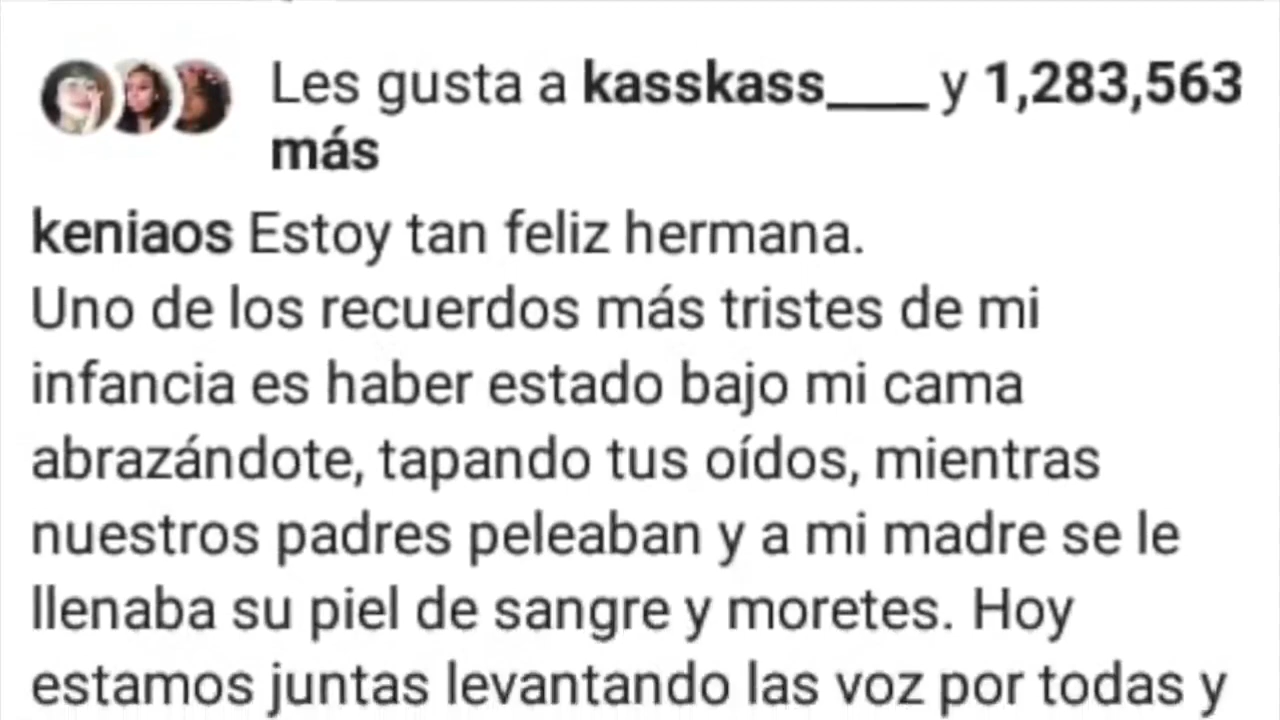 Les gusta a kasskass____ y 1,283,563
más
keniaos Estoy tan feliz hermana.
Uno de los recuerdos más tristes de mi
infancia es haber estado bajo mi cama
abrazándote, tapando tus oídos, mientras
nuestros padres peleaban y a mi madre se le
llenaba su piel de sangre y moretes. Hoy
estamos juntas levantando las voz por todas y